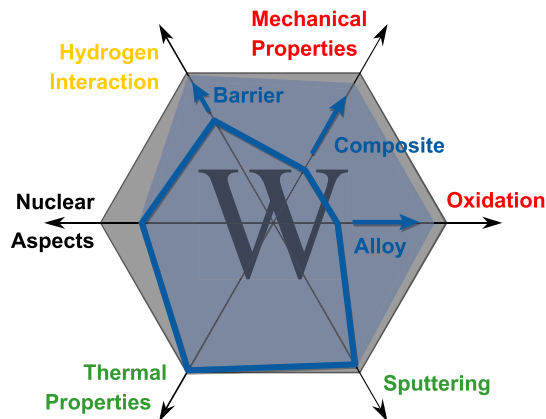 Mechanical
Properties
Hydrogen
Interaction
Barrier
Composite
W
Nuclear
Aspects
Oxidation
Alloy
Thermal
Properties
Sputtering